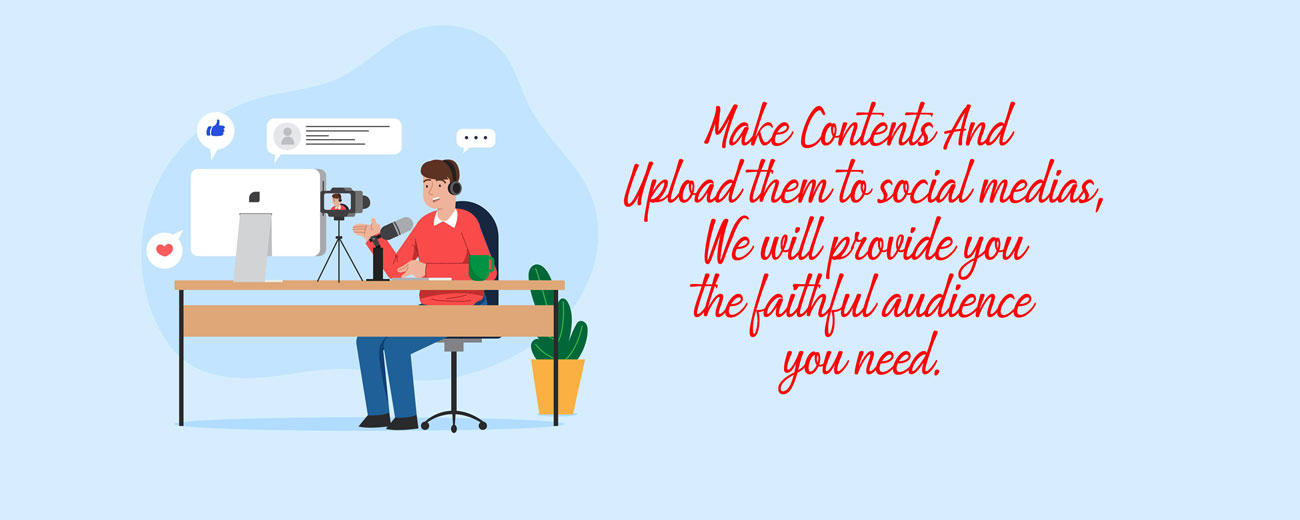 Make Contents And
Upload them to social medias,
We will provide you
the faithful audience
you need.